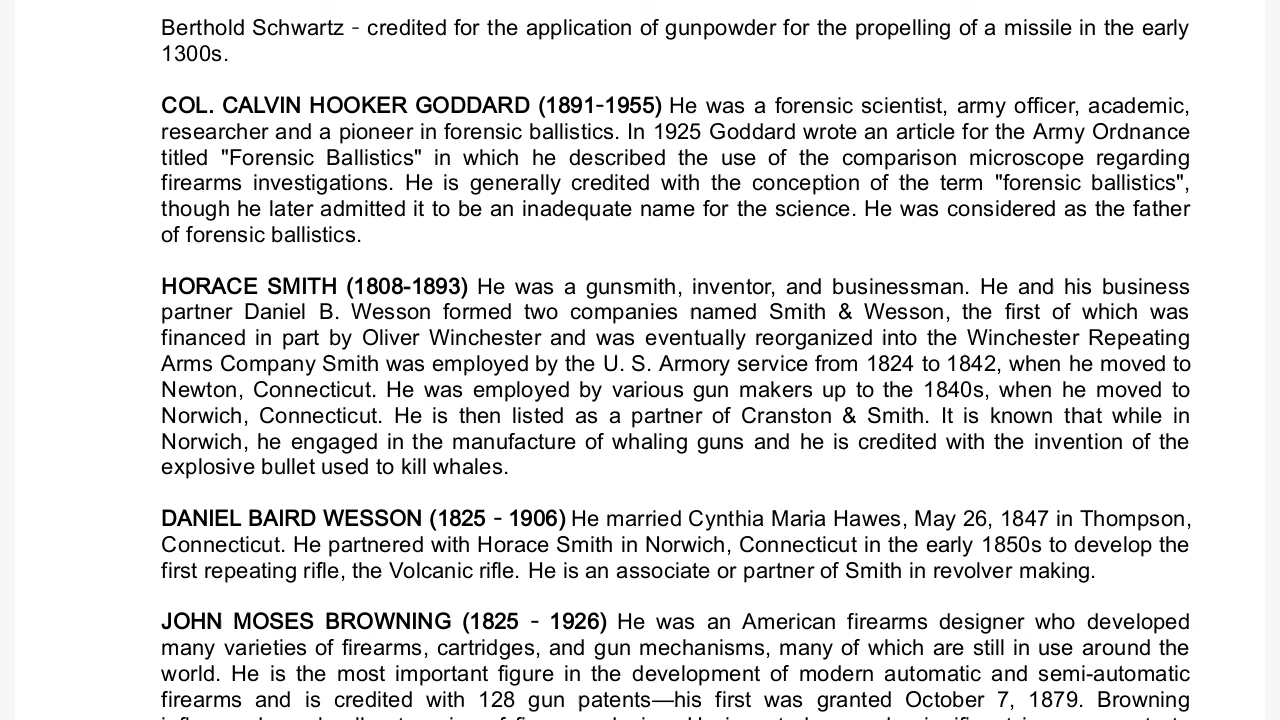 Berthold Schwartz - credited for the application of gunpowder for the propelling of a missile in the early
1300s.
COL. CALVIN HOOKER GODDARD (1891-1955) He was a forensic scientist, army officer, academic,
researcher and a pioneer in forensic ballistics. In 1925 Goddard wrote an article for the Army Ordnance
titled "Forensic Ballistics" in which he described the use of the comparison microscope regarding
firearms investigations. He is generally credited with the conception of the term "forensic ballistics",
though he later admitted it to be an inadequate name for the science. He was considered as the father
of forensic ballistics.
HORACE SMITH (1808-1893) He was a gunsmith, inventor, and businessman. He and his business
partner Daniel B. Wesson formed two companies named Smith & Wesson, the first of which was
financed in part by Oliver Winchester and was eventually reorganized into the Winchester Repeating
Arms Company Smith was employed by the U. S. Armory service from 1824 to 1842, when he moved to
Newton, Connecticut. He was employed by various gun makers up to the 1840s, when he moved to
Norwich, Connecticut. He is then listed as a partner of Cranston & Smith. It is known that while in
Norwich, he engaged in the manufacture of whaling guns and he is credited with the invention of the
explosive bullet used to kill whales.
DANIEL BAIRD WESSON (1825 - 1906) He married Cynthia Maria Hawes, May 26, 1847 in Thompson,
Connecticut. He partnered with Horace Smith in Norwich, Connecticut in the early 1850s to develop the
first repeating rifle, the Volcanic rifle. He is an associate or partner of Smith in revolver making.
JOHN MOSES BROWNING (1825 - 1926) He was an American firearms designer who developed
many varieties of firearms, cartridges, and gun mechanisms, many of which are still in use around the
world. He is the most important figure in the development of modern automatic and semi-automatic
firearms and is credited with 128 gun patents—his first was granted October 7, 1879. Browning